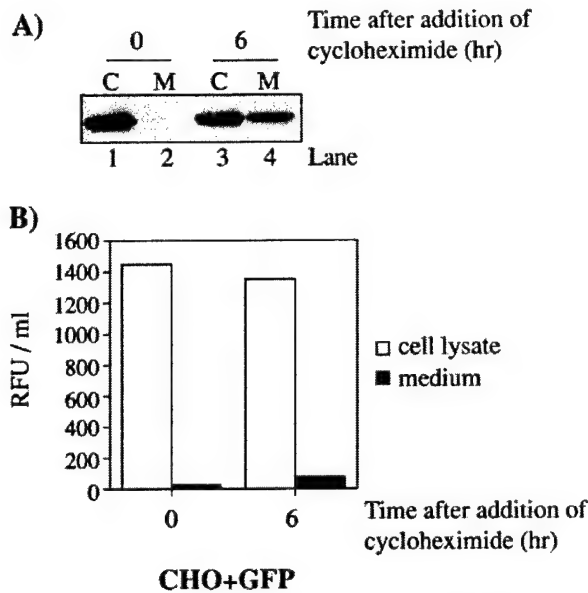 A)
Time after addition of
cycloheximide (hr)
0 6
C M C M
1 2 3 4 Lane
B)
1600
1400
1200
1000
800
600
400
200
0
RFU / ml
cell lysate
medium
0 6
Time after addition of
cycloheximide (hr)
CHO+GFP